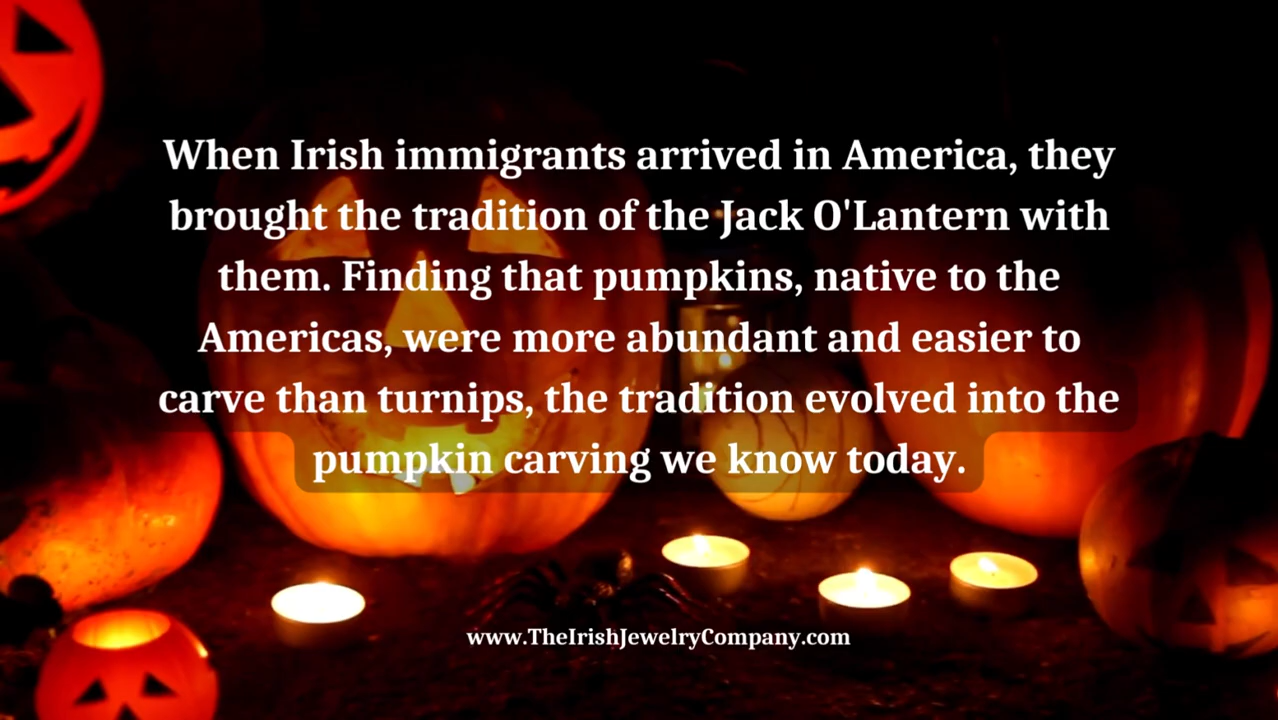 When Irish immigrants arrived in America, they
brought the tradition of the Jack O'Lantern with
them. Finding that pumpkins, native to the
Americas, were more abundant and easier to
carve than turnips, the tradition evolved into the
pumpkin carving we know today.
www.TheIrishJewelryCompany.com